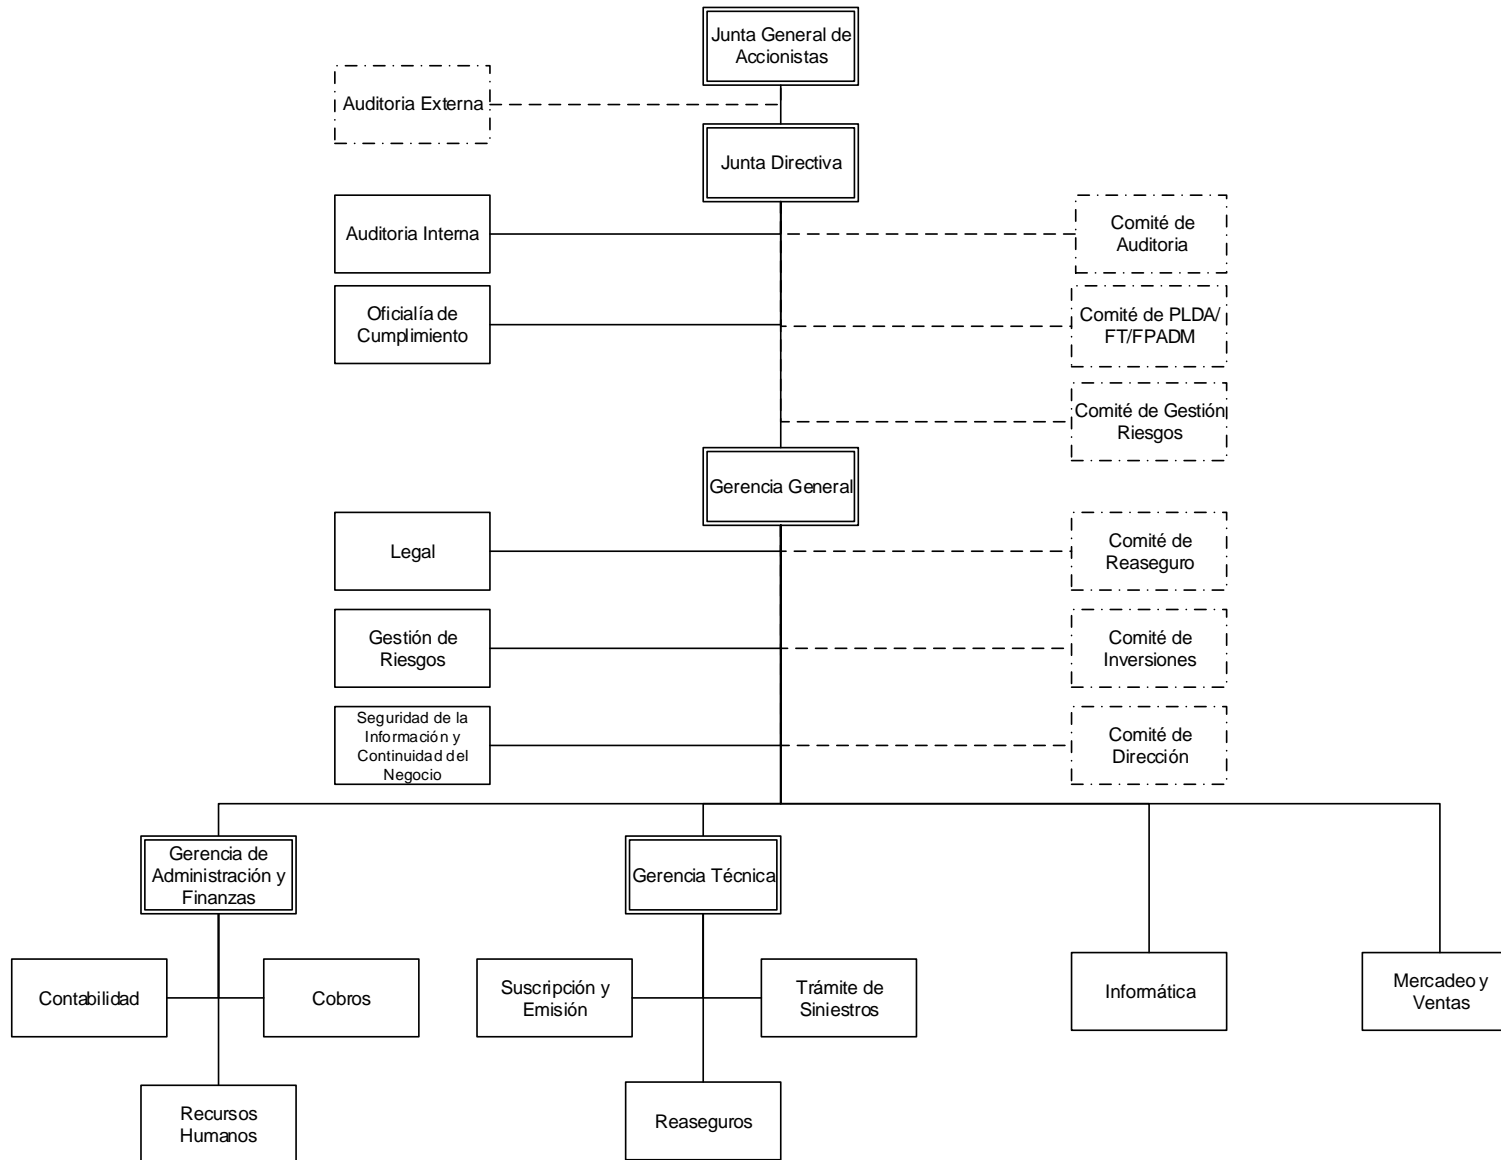 Junta General de
Accionistas
Auditoria Externa
Junta Directiva
Auditoria Interna
Comité de
Auditoria
Oficialía de
Cumplimiento
Comité de PLDA/
FT/FPADM
Comité de Gestión
Riesgos
Gerencia General
Legal
Comité de
Reaseguro
Gestión de
Riesgos
Comité de
Inversiones
Seguridad de la
Información y
Continuidad del
Negocio
Comité de
Dirección
Gerencia de
Administración y
Finanzas
Gerencia Técnica
Contabilidad
Cobros
Suscripción y
Emisión
Trámite de
Siniestros
Informática
Mercadeo y
Ventas
Recursos
Humanos
Reaseguros